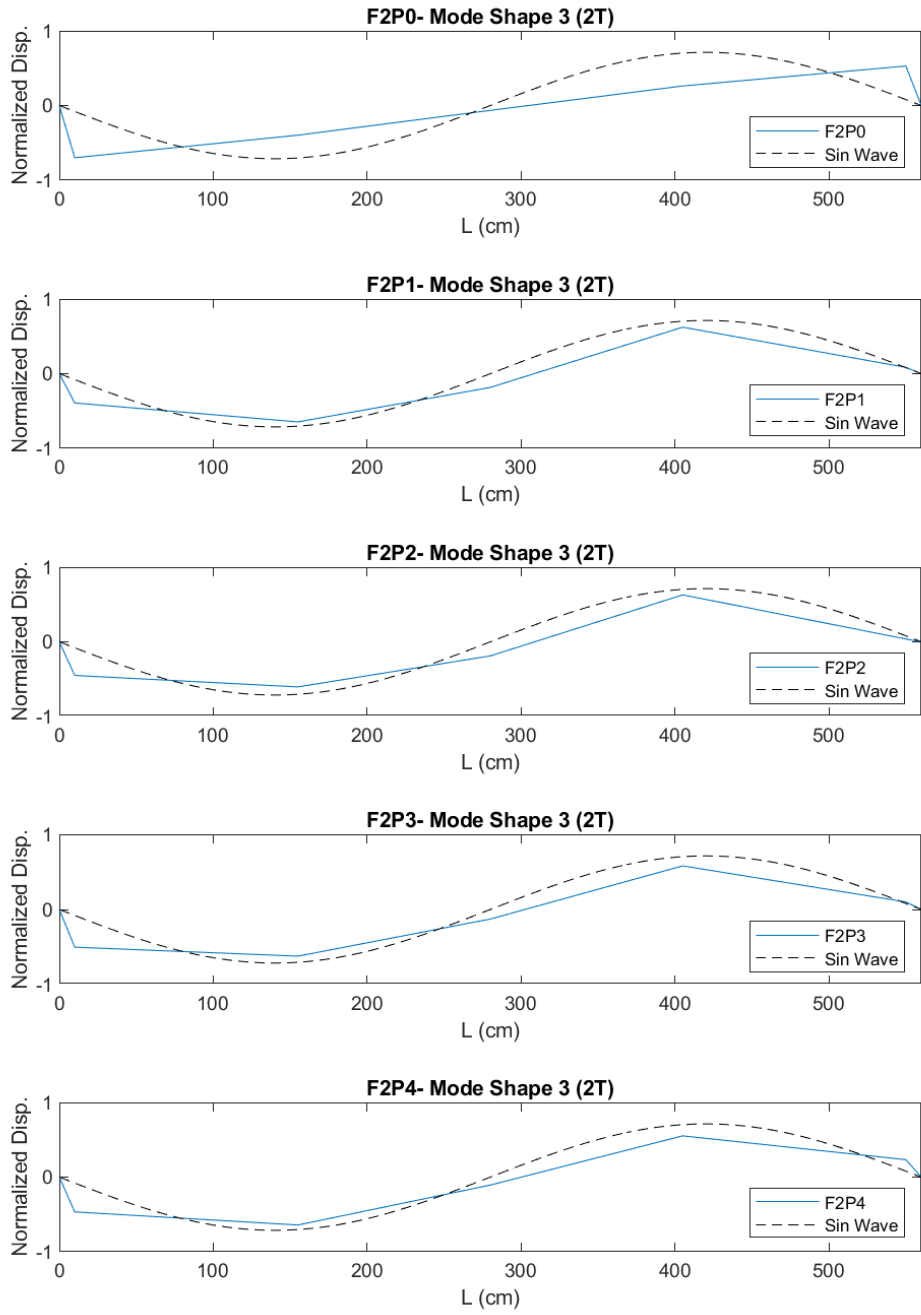 F2P0- Mode Shape 3 (2T)
Normalized Disp.
1
0
-1
0 100 200 300 400 500
L (cm)
F2P0
Sin Wave
F2P1- Mode Shape 3 (2T)
Normalized Disp.
1
0
-1
0 100 200 300 400 500
L (cm)
F2P1
Sin Wave
F2P2- Mode Shape 3 (2T)
Normalized Disp.
1
0
-1
0 100 200 300 400 500
L (cm)
F2P2
Sin Wave
F2P3- Mode Shape 3 (2T)
Normalized Disp.
1
0
-1
0 100 200 300 400 500
L (cm)
F2P3
Sin Wave
F2P4- Mode Shape 3 (2T)
Normalized Disp.
1
0
-1
0 100 200 300 400 500
L (cm)
F2P4
Sin Wave